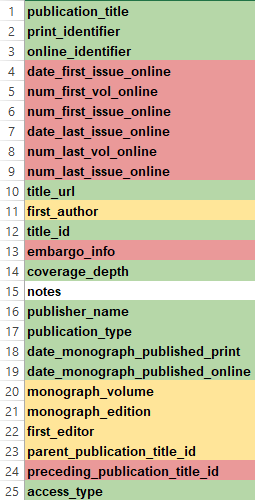 1 publication_title
2 print_identifier
3 online_identifier
4 date_first_issue_online
5 num_first_vol_online
6 num_first_issue_online
7 date_last_issue_online
8 num_last_vol_online
9 num_last_issue_online
10 title_url
11 first_author
12 title_id
13 embargo_info
14 coverage_depth
15 notes
16 publisher_name
17 publication_type
18 date_monograph_published_print
19 date_monograph_published_online
20 monograph_volume
21 monograph_edition
22 first_editor
23 parent_publication_title_id
24 preceding_publication_title_id
25 access_type